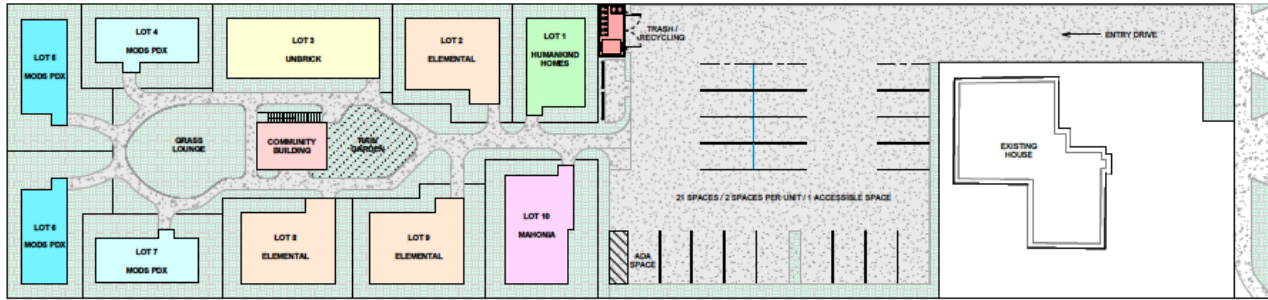 LOT 5
MODS PDX
LOT 4
MODS PDX
LOT 3
UNBRICK
LOT 2
ELEMENTAL
LOT 1
HUMANKIND
HOMES
TRASH /
RECYCLING
ENTRY DRIVE
GRASS
LOUNGE
COMMUNITY
BUILDING
RAIN
GARDEN
EXISTING
HOUSE
LOT 6
MODS PDX
LOT 7
MODS PDX
LOT 8
ELEMENTAL
LOT 9
ELEMENTAL
LOT 10
MAHONIA
21 SPACES / 2 SPACES PER UNIT / 1 ACCESSIBLE SPACE
ADA
SPACE